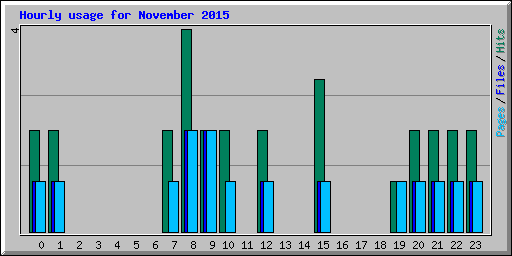 Hourly usage for November 2015
4
Pages/Files/Hits
0 1 2 3 4 5 6 7 8 9 10 11 12 13 14 15 16 17 18 19 20 21 22 23